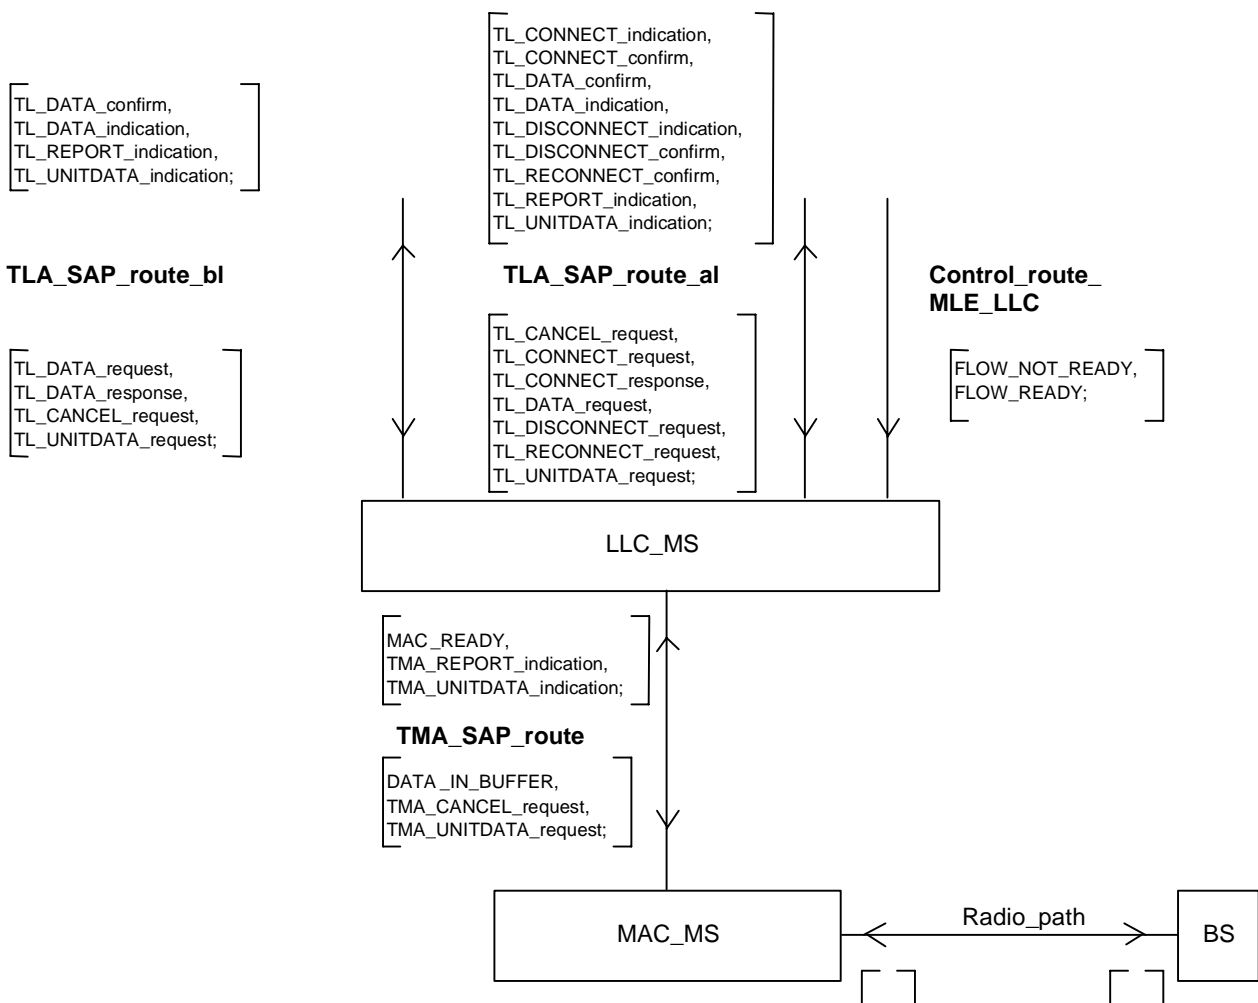 TL_DATA_confirm,
TL_DATA_indication,
TL_REPORT_indication,
TL_UNITDATA_indication;
TL_CONNECT_indication,
TL_CONNECT_confirm,
TL_DATA_confirm,
TL_DATA_indication,
TL_DISCONNECT_indication,
TL_DISCONNECT_confirm,
TL_RECONNECT_confirm,
TL_REPORT_indication,
TL_UNITDATA_indication;
TLA_SAP_route_bl
TLA_SAP_route_al
Control_route_
MLE_LLC
TL_DATA_request,
TL_DATA_response,
TL_CANCEL_request,
TL_UNITDATA_request;
TL_CANCEL_request,
TL_CONNECT_request,
TL_CONNECT_response,
TL_DATA_request,
TL_DISCONNECT_request,
TL_RECONNECT_request,
TL_UNITDATA_request;
FLOW_NOT_READY,
FLOW_READY;
LLC_MS
MAC_READY,
TMA_REPORT_indication,
TMA_UNITDATA_indication;
TMA_SAP_route
DATA_IN_BUFFER,
TMA_CANCEL_request,
TMA_UNITDATA_request;
MAC_MS
Radio_path
BS